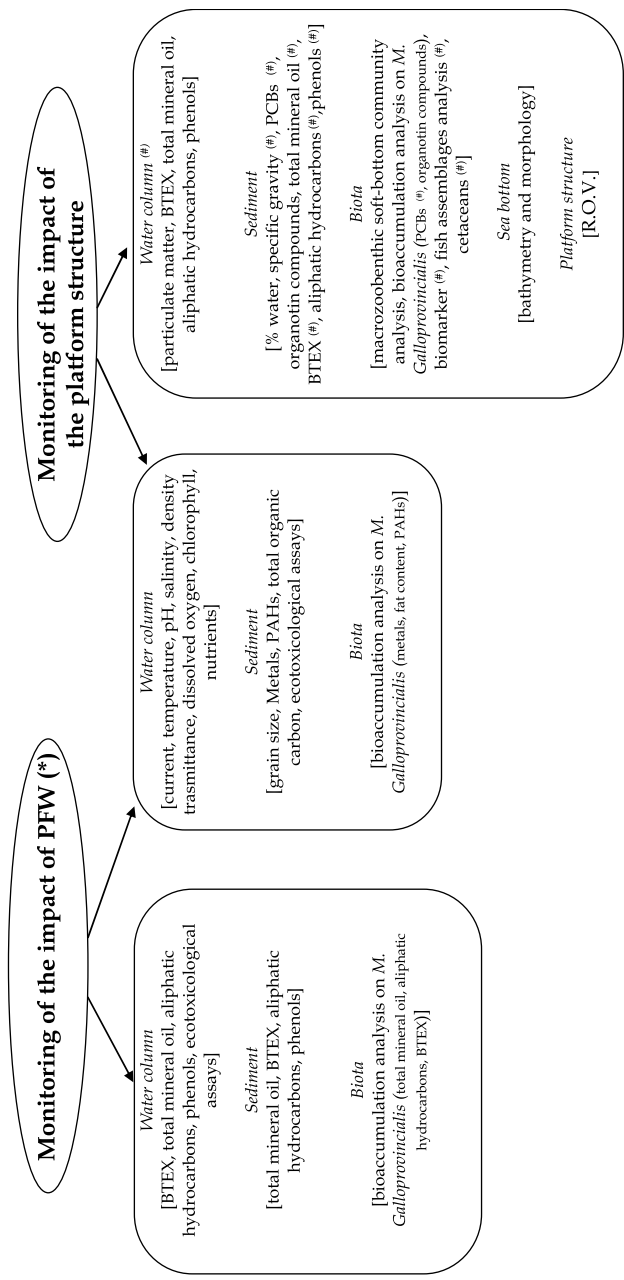 Monitoring of the impact of PFW (*)
Water column
[BTEX, total mineral oil, aliphatic
hydrocarbons, phenols, ecotoxicological
assays]
Sediment
[total mineral oil, BTEX, aliphatic
hydrocarbons, phenols]
Biota
[bioaccumulation analysis on M.
Galloprovincialis (total mineral oil, aliphatic
hydrocarbons, BTEX)]
Water column
[current, temperature, pH, salinity, density
trasmittance, dissolved oxygen, chlorophyll,
nutrients]
Sediment
[grain size, Metals, PAHs, total organic
carbon, ecotoxicological assays]
Biota
[bioaccumulation analysis on M.
Galloprovincialis (metals, fat content, PAHs)]
Monitoring of the impact of
the platform structure
Water column (#)
[particulate matter, BTEX, total mineral oil,
aliphatic hydrocarbons, phenols]
Sediment
[% water, specific gravity (#), PCBs (#),
organotin compounds, total mineral oil (#),
BTEX (#), aliphatic hydrocarbons (#),phenols (#)]
Biota
[macrozoobenthic soft-bottom community
analysis, bioaccumulation analysis on M.
Galloprovincialis (PCBs (#), organotin compounds),
biomarker (#), fish assemblages analysis (#),
cetaceans (#)]
Sea bottom
[bathymetry and morphology]
Platform structure
[R.O.V.]